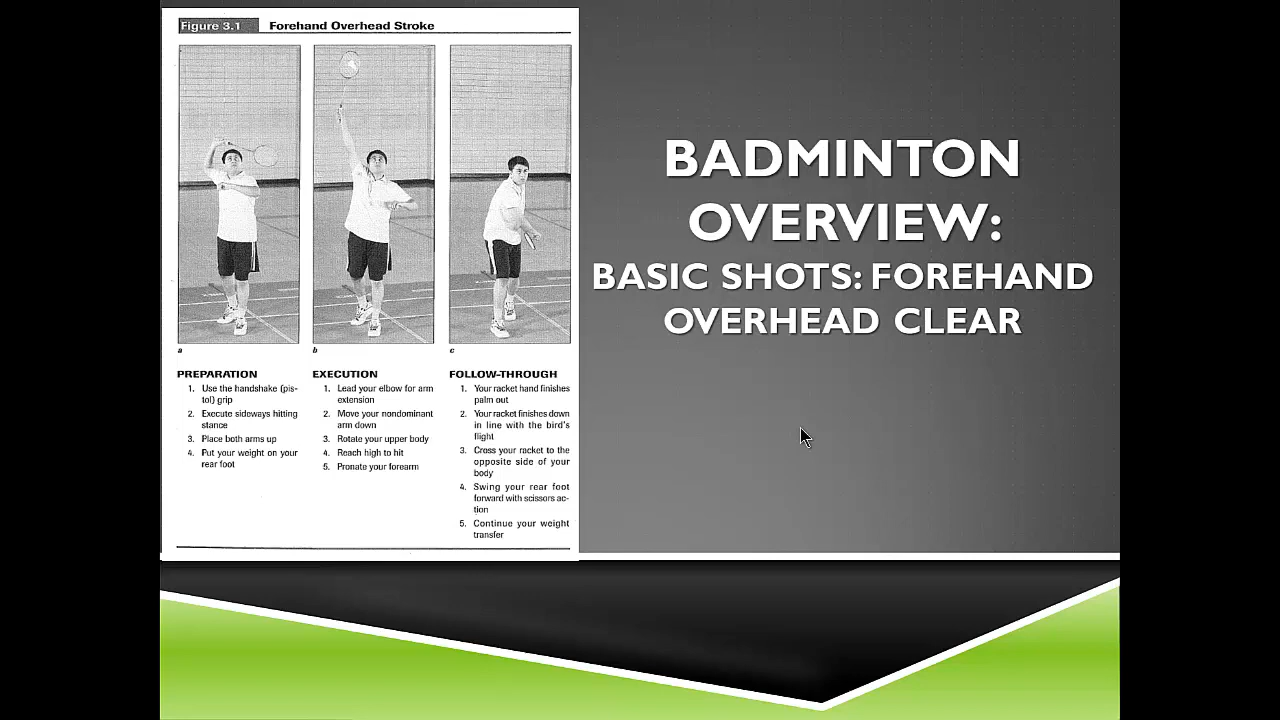 Figure 3.1 Forehand Overhead Stroke
a
b
c
PREPARATION
1. Use the handshake (pis-
tol) grip
2. Execute sideways hitting
stance
3. Place both arms up
4. Put your weight on your
rear foot
EXECUTION
1. Lead your elbow for arm
extension
2. Move your nondominant
arm down
3. Rotate your upper body
4. Reach high to hit
5. Pronate your forearm
FOLLOW-THROUGH
1. Your racket hand finishes
palm out
2. Your racket finishes down
in line with the bird's
flight
3. Cross your racket to the
opposite side of your
body
4. Swing your rear foot
forward with scissors ac-
tion
5. Continue your weight
transfer
BADMINTON
OVERVIEW:
BASIC SHOTS: FOREHAND
OVERHEAD CLEAR